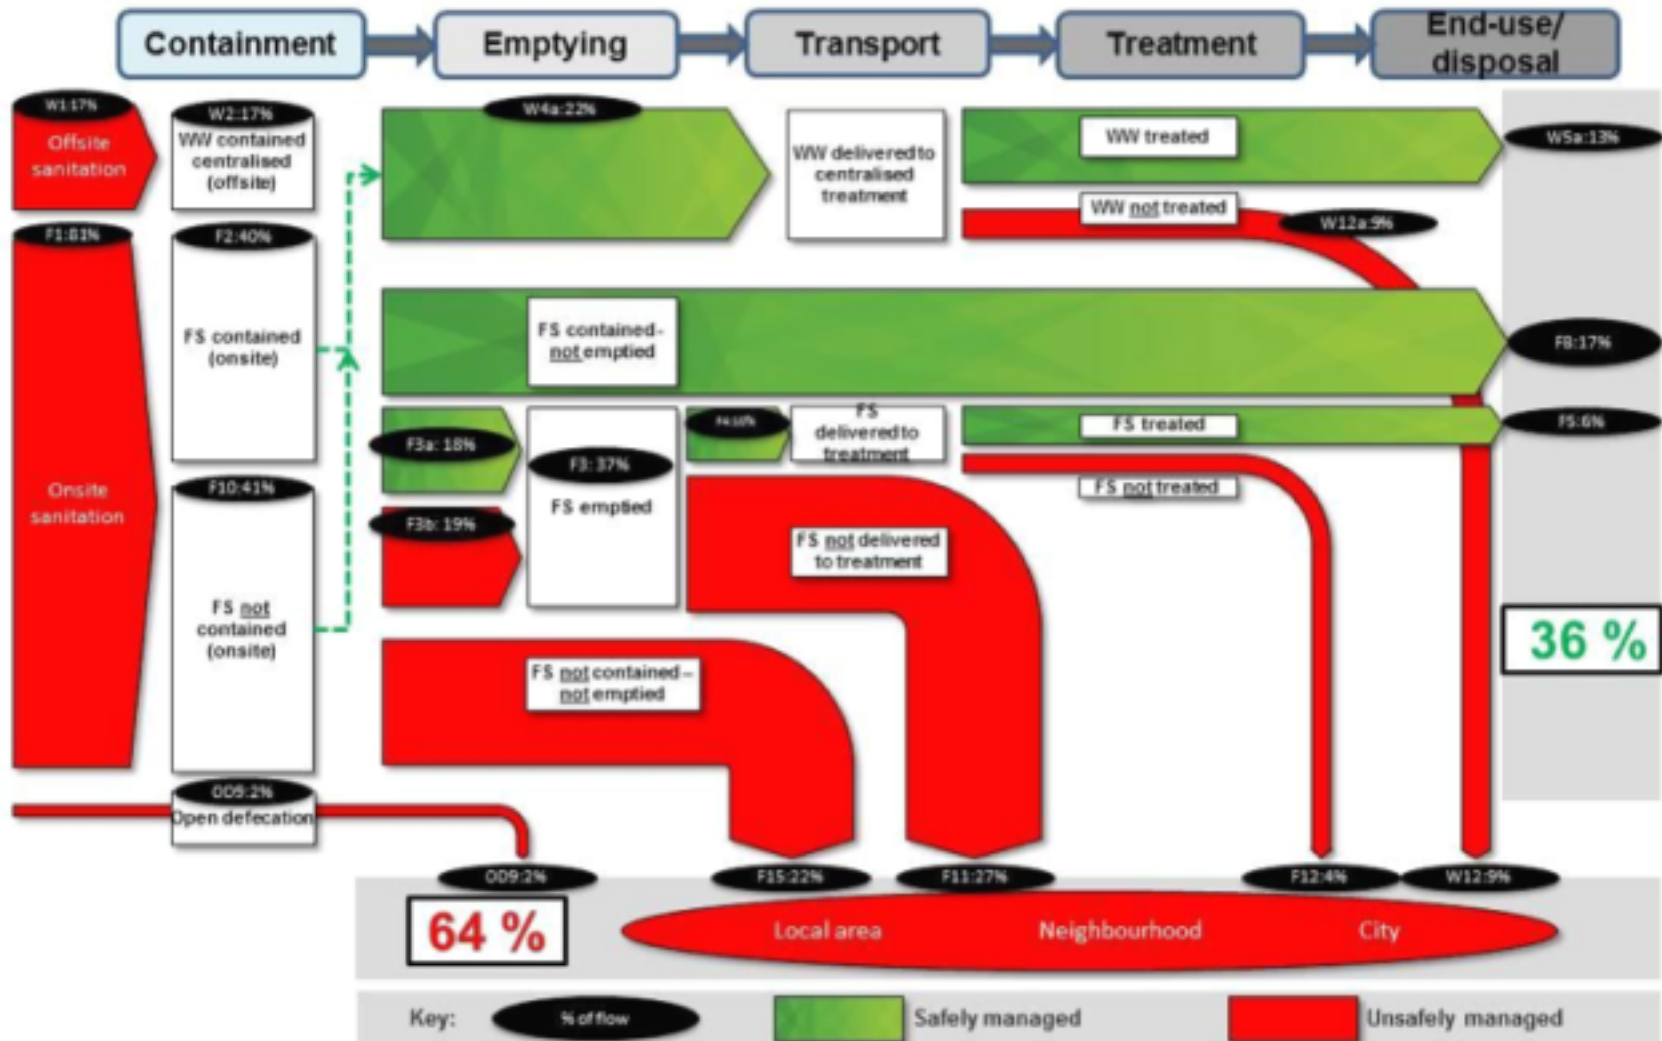 Containment
Emptying
Transport
Treatment
End-use/
disposal
W1:17%
Offsite
sanitation
W2:17%
WW contained
centralised
(offsite)
W4a:22%
WW delivered to
centralised
treatment
WW treated
W5a:13%
WW not treated
W12a:9%
F1:81%
Onsite
sanitation
F2:40%
FS contained
(onsite)
FS contained-
not emptied
F8:17%
F3a: 18%
F3: 37%
FS emptied
F3b: 19%
FS
delivered to
treatment
FS treated
F5:6%
FS not treated
F10:41%
FS not
contained
(onsite)
FS not delivered
to treatment
FS not contained –
not emptied
36 %
OD9:2%
Open defecation
OD9:2%
F15:22%
F11:27%
F12:4%
W12:9%
64 %
Local area
Neighbourhood
City
Key:
% of flow
Safely managed
Unsafely managed